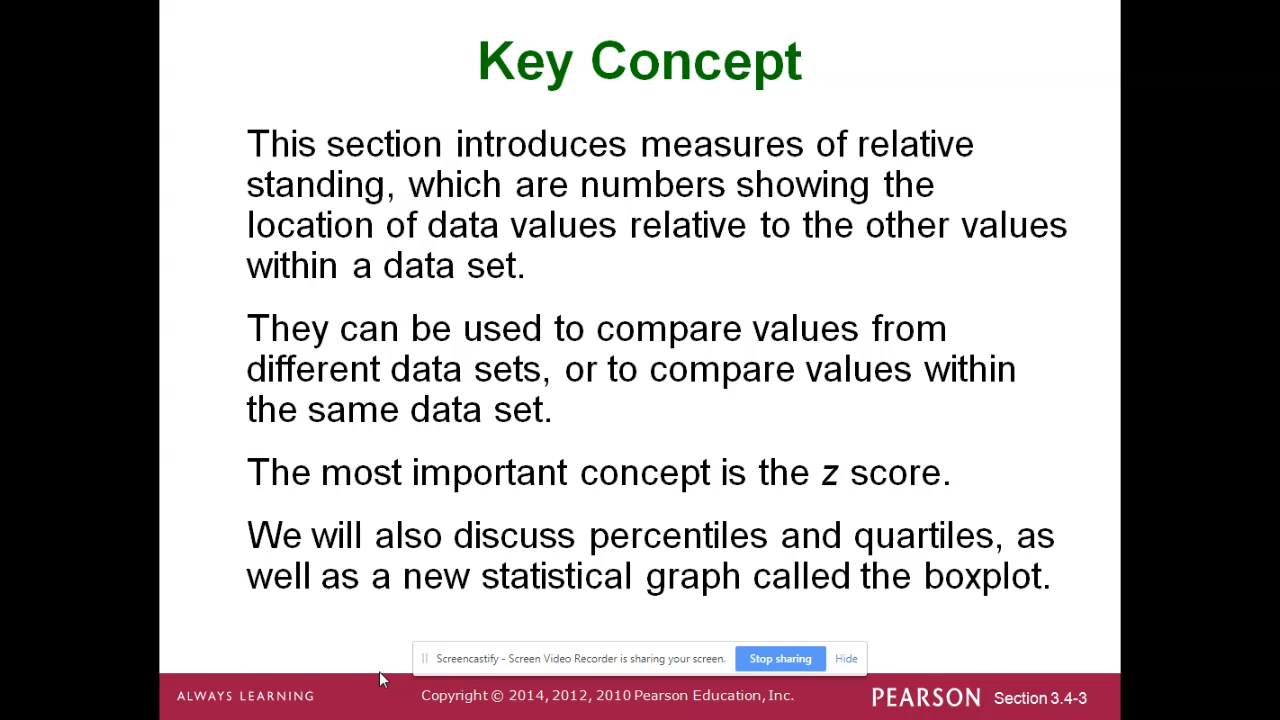 Key Concept
This section introduces measures of relative
standing, which are numbers showing the
location of data values relative to the other values
within a data set.
They can be used to compare values from
different data sets, or to compare values within
the same data set.
The most important concept is the z score.
We will also discuss percentiles and quartiles, as
well as a new statistical graph called the boxplot.
Screencastify - Screen Video Recorder is sharing your screen. Stop sharing Hide
ALWAYS LEARNING Copyright © 2014, 2012, 2010 Pearson Education, Inc. PEARSON Section 3.4-3